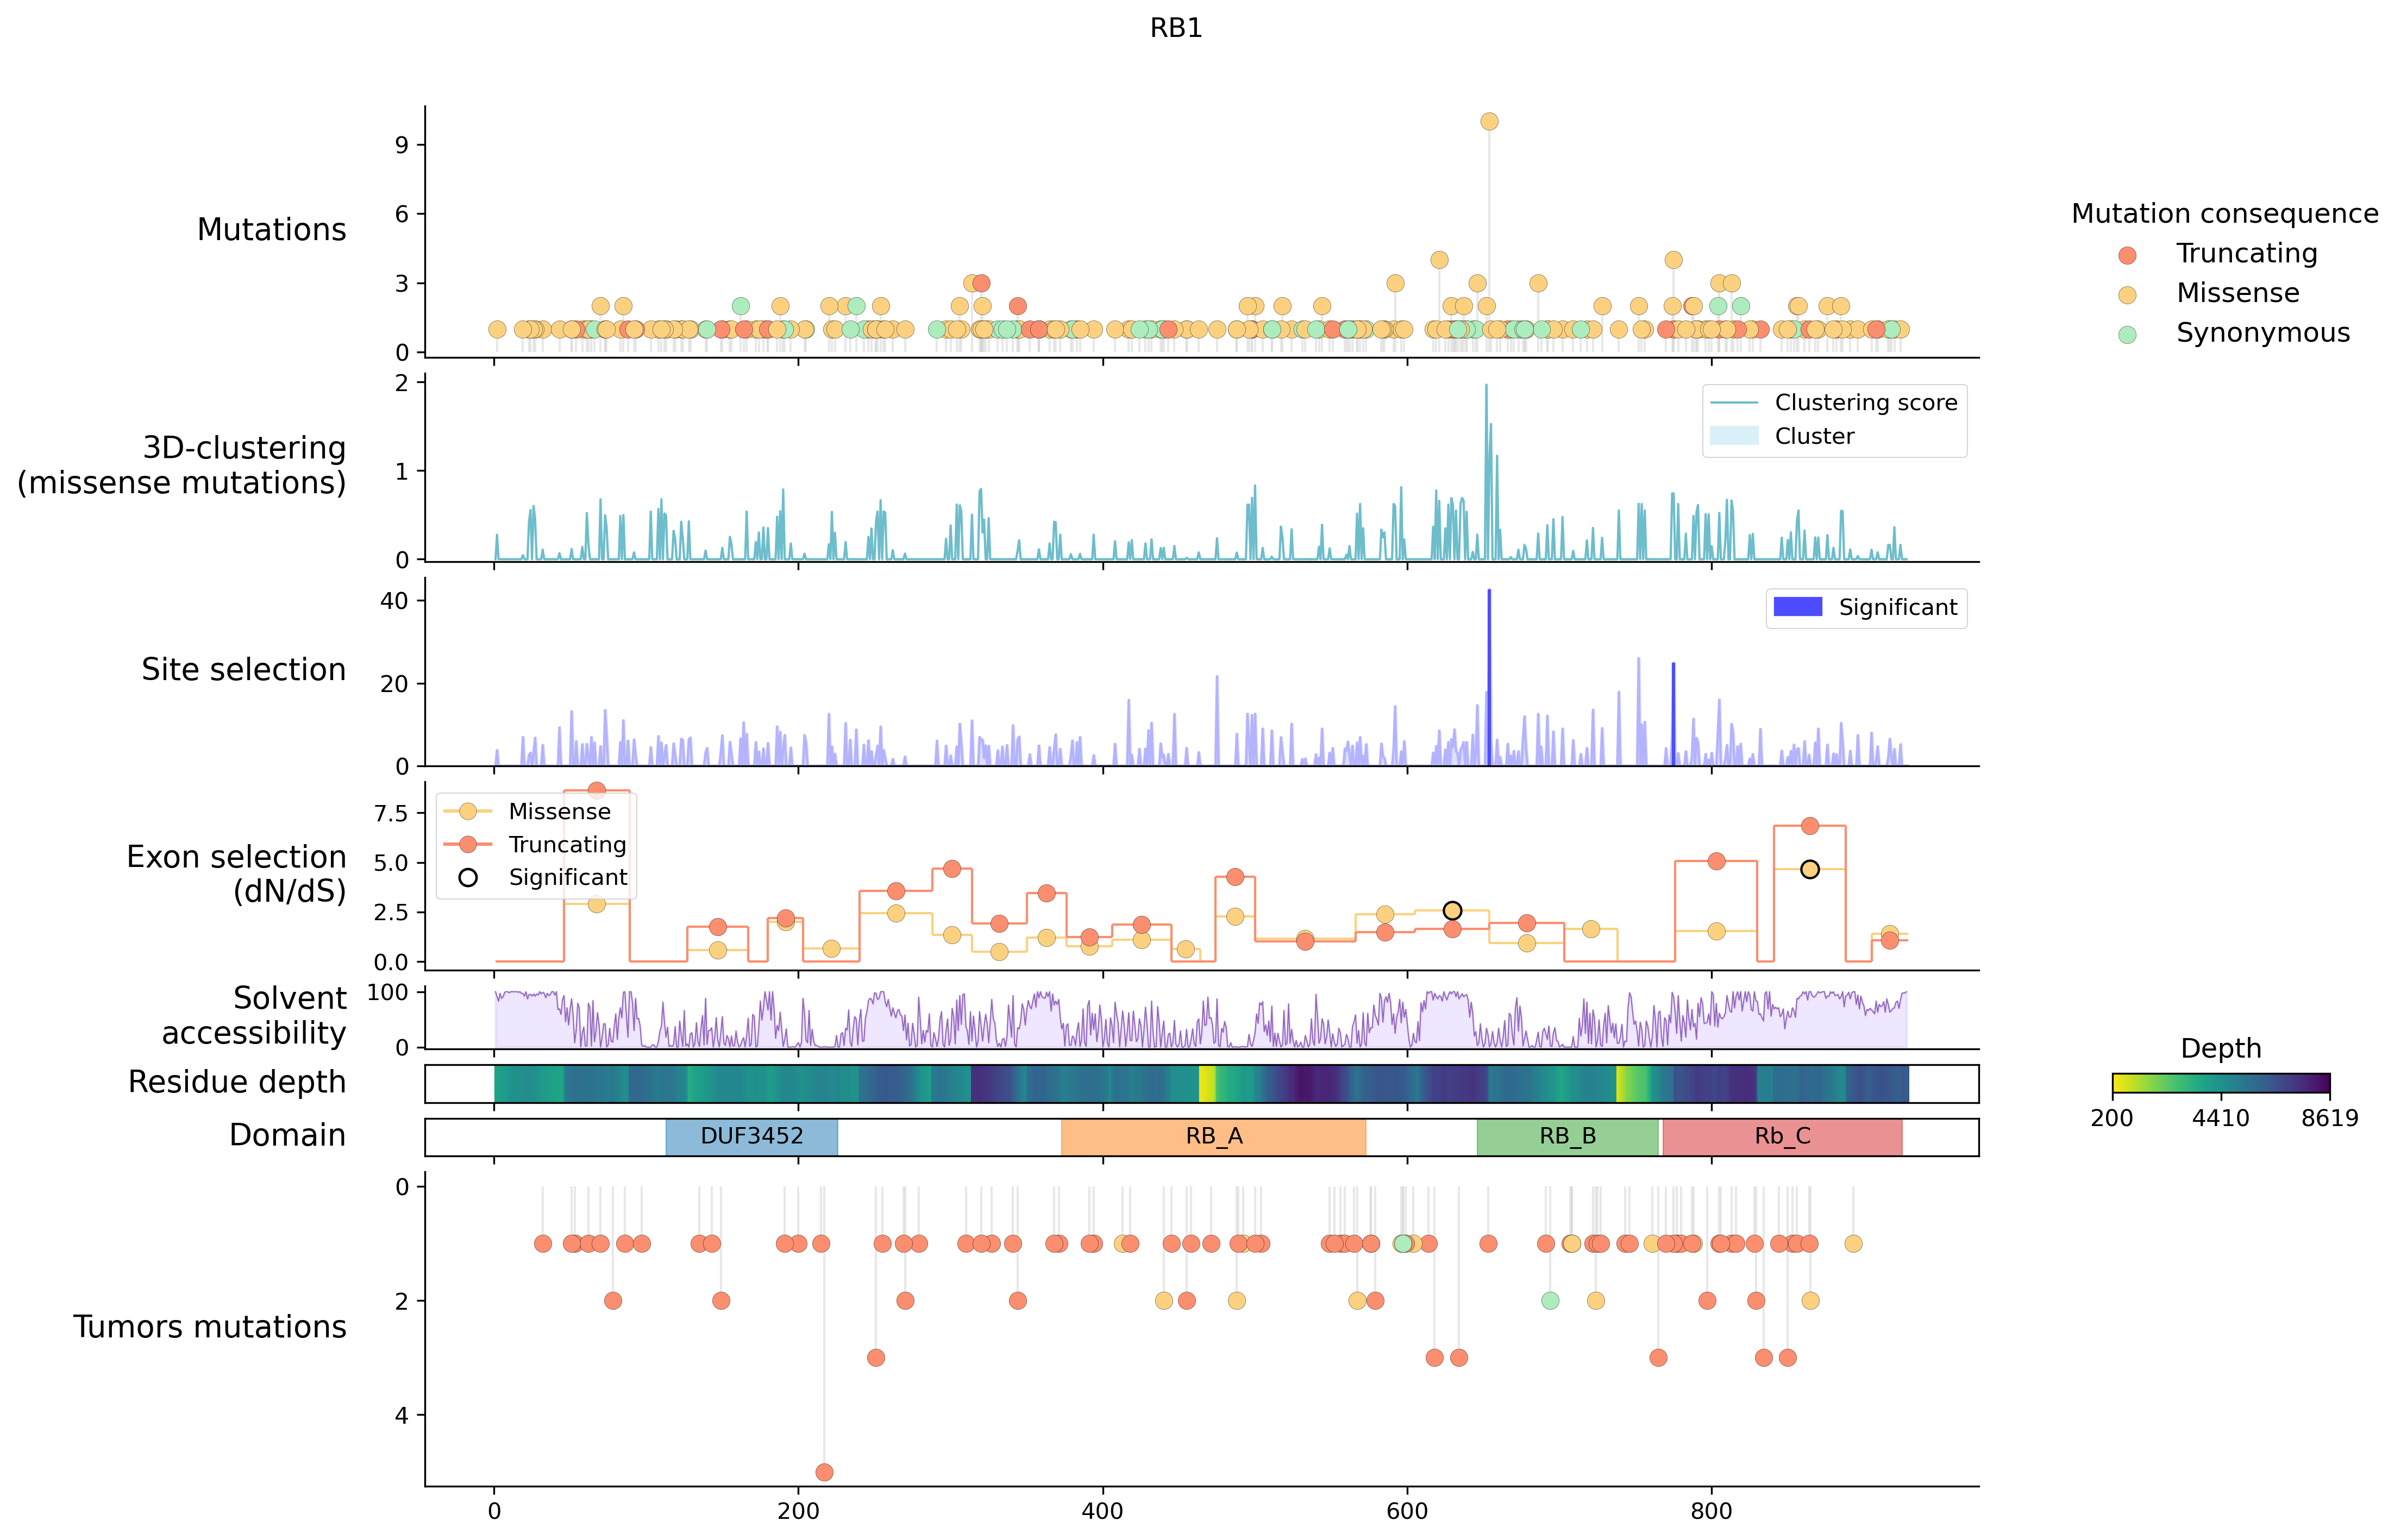 RB1
Mutations
9
6
3
0
Mutation consequence
Truncating
Missense
Synonymous
3D-clustering
(missense mutations)
2
1
0
Clustering score
Cluster
Site selection
40
20
0
Significant
Exon selection
(dN/dS)
7.5
5.0
2.5
0.0
Missense
Truncating
Significant
Solvent
accessibility
100
0
Residue depth
Depth
200 4410 8619
Domain
DUF3452 RB_A RB_B Rb_C
Tumors mutations
0
2
4
0 200 400 600 800